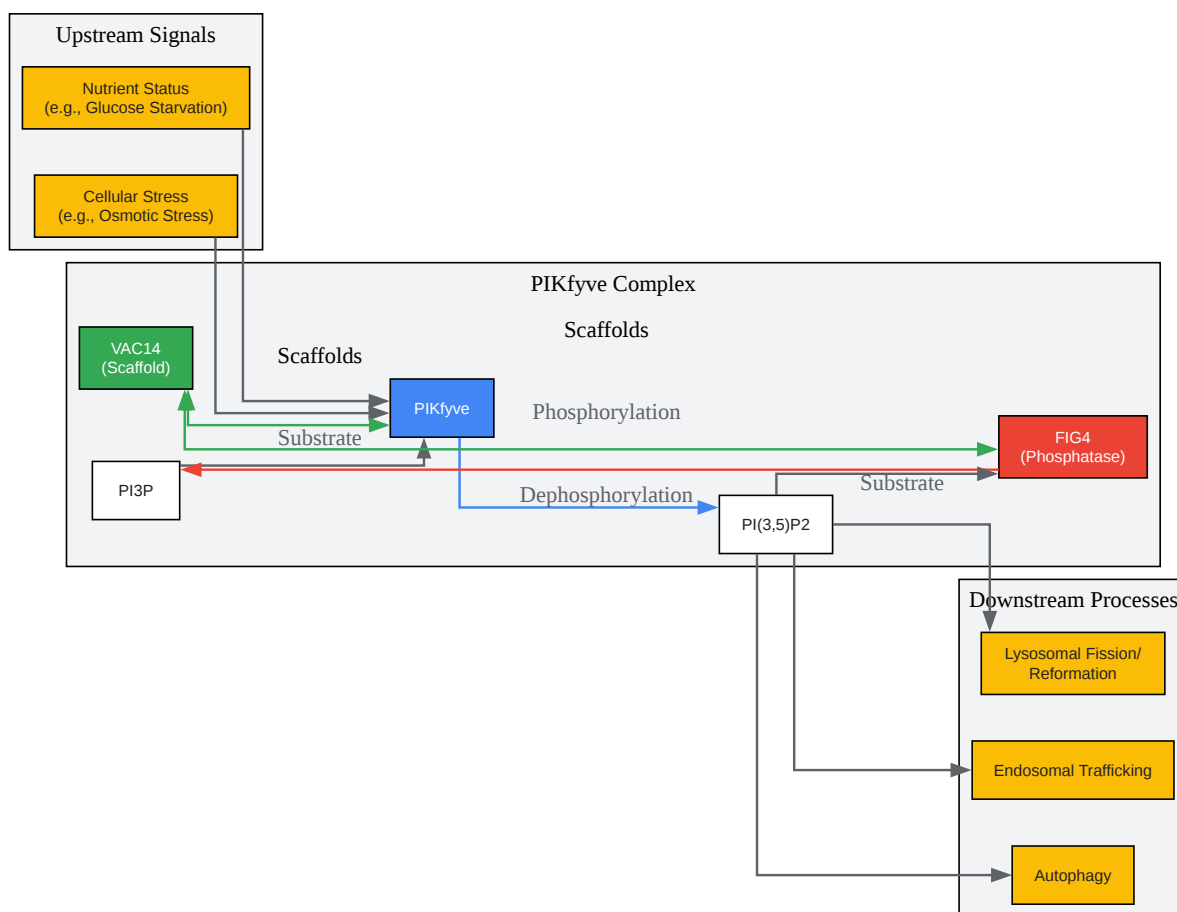 Upstream Signals
Nutrient Status
(e.g., Glucose Starvation)
Cellular Stress
(e.g., Osmotic Stress)
PIKfyve Complex
Scaffolds
VAC14
(Scaffold)
Scaffolds
PIKfyve
Phosphorylation
Substrate
FIG4
(Phosphatase)
PI3P
Dephosphorylation
Substrate
PI(3,5)P2
Downstream Processes
Lysosomal Fission/
Reformation
Endosomal Trafficking
Autophagy